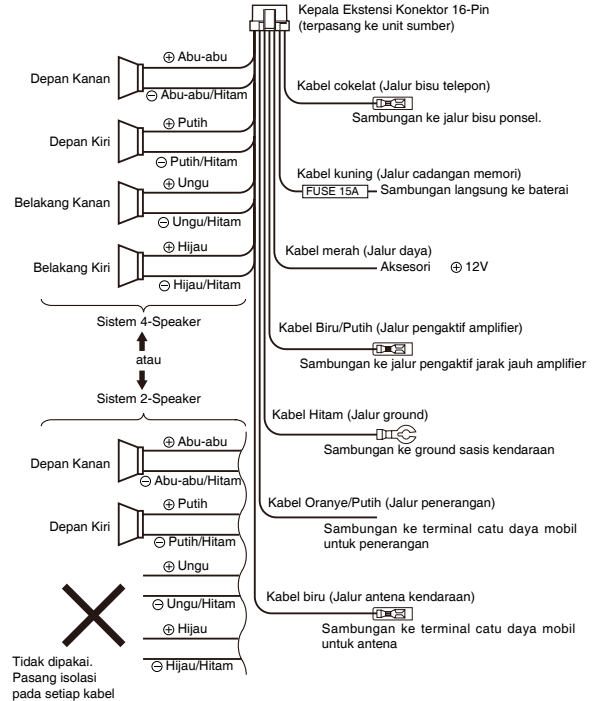 Kepala Ekstensi Konektor 16-Pin
(terpasang ke unit sumber)
Depan Kanan
⊕ Abu-abu
⊖ Abu-abu/Hitam
Depan Kiri
⊕ Putih
⊖ Putih/Hitam
Belakang Kanan
⊕ Ungu
⊖ Ungu/Hitam
Belakang Kiri
⊕ Hijau
⊖ Hijau/Hitam
Sistem 4-Speaker
atau
Sistem 2-Speaker
Depan Kanan
⊕ Abu-abu
⊖ Abu-abu/Hitam
Depan Kiri
⊕ Putih
⊖ Putih/Hitam
⊕ Ungu
⊖ Ungu/Hitam
⊕ Hijau
⊖ Hijau/Hitam
Tidak dipakai.
Pasang isolasi
pada setiap kabel
Kabel cokelat (Jalur bisu telepon)
Sambungan ke jalur bisu ponsel.
Kabel kuning (Jalur cadangan memori)
FUSE 15A
Sambungan langsung ke baterai
Kabel merah (Jalur daya)
Aksesori ⊕ 12V
Kabel Biru/Putih (Jalur pengaktif amplifier)
Sambungan ke jalur pengaktif jarak jauh amplifier
Kabel Hitam (Jalur ground)
Sambungan ke ground sasis kendaraan
Kabel Oranye/Putih (Jalur penerangan)
Sambungan ke terminal catu daya mobil
untuk penerangan
Kabel biru (Jalur antena kendaraan)
Sambungan ke terminal catu daya mobil
untuk antena